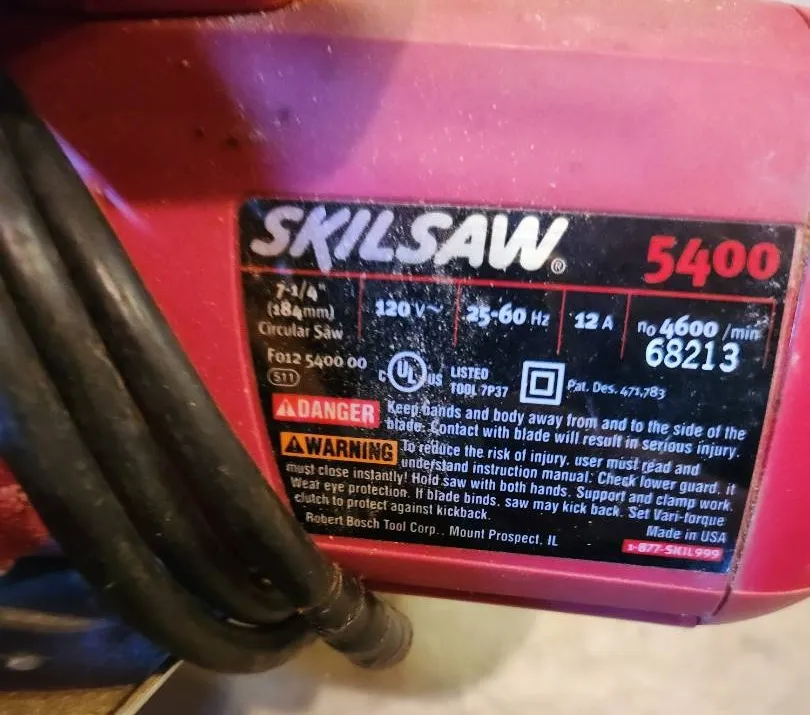 SKILSAW® 5400
7-1/4"
(184mm)
Circular Saw
120 V~ 25-60 Hz 12 A n0 4600 /min
68213
F012 5400 00
511
C UL US LISTED
TOOL 7P37
Pat. Des. 471,783
DANGER Keep hands and body away from and to the side of the
blade. Contact with blade will result in serious injury.
WARNING To reduce the risk of injury, user must read and
understand instruction manual. Check lower guard, it
must close instantly! Hold saw with both hands. Support and clamp work.
Wear eye protection. If blade binds, saw may kick back. Set Vari-torque
clutch to protect against kickback.
Robert Bosch Tool Corp., Mount Prospect, IL
Made in USA
1-877-SKIL999